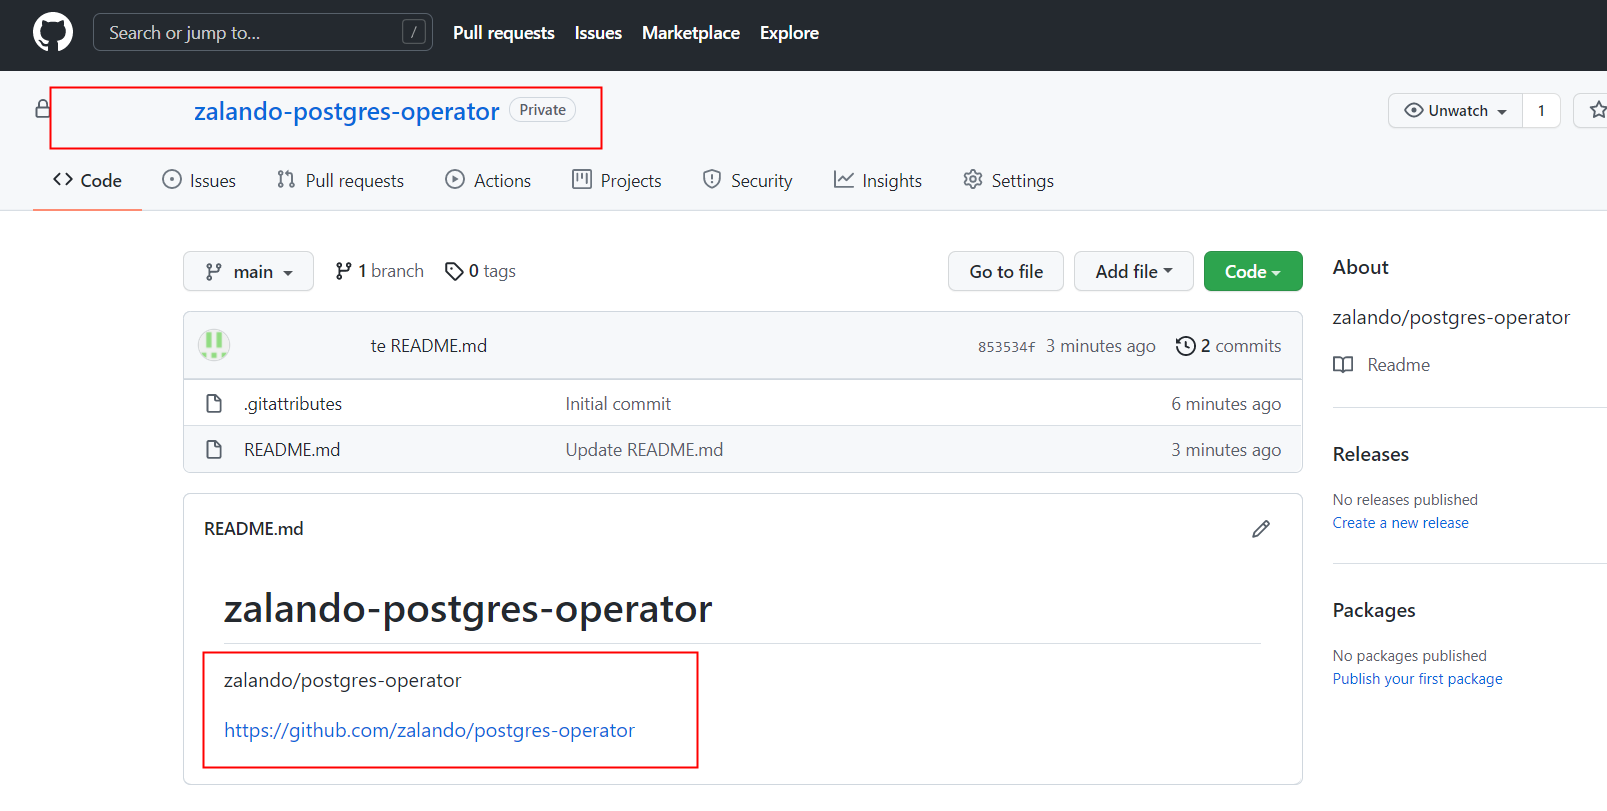 Search or jump to... / Pull requests Issues Marketplace Explore
zalando-postgres-operator Private Unwatch 1
Code Issues Pull requests Actions Projects Security Insights Settings
main 1 branch 0 tags Go to file Add file Code
te README.md 853534f 3 minutes ago 2 commits
.gitattributes Initial commit 6 minutes ago
README.md Update README.md 3 minutes ago
README.md
zalando-postgres-operator
zalando/postgres-operator
https://github.com/zalando/postgres-operator
About
zalando/postgres-operator
Readme
Releases
No releases published
Create a new release
Packages
No packages published
Publish your first package